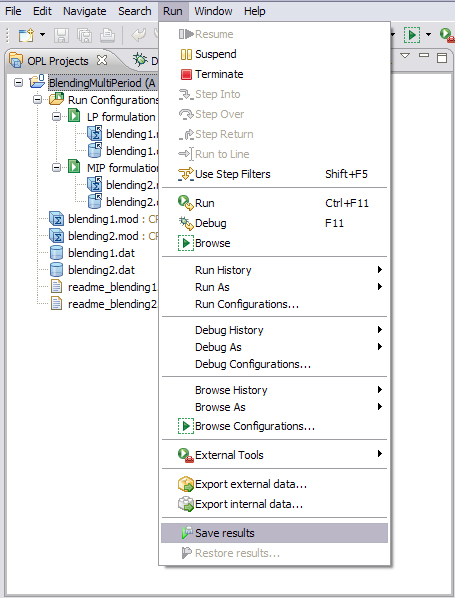 File Edit Navigate Search Run Window Help
OPL Projects D
BlendingMultiPeriod (A
Run Configurations
LP formulation
blending1.
blending1.
MIP formulation
blending2.
blending2.
blending1.mod : CP
blending2.mod : CP
blending1.dat
blending2.dat
readme_blending1
readme_blending2
Resume
Suspend
Terminate
Step Into
Step Over
Step Return
Run to Line
Use Step Filters Shift+F5
Run Ctrl+F11
Debug F11
Browse
Run History
Run As
Run Configurations...
Debug History
Debug As
Debug Configurations...
Browse History
Browse As
Browse Configurations...
External Tools
Export external data...
Export internal data...
Save results
Restore results...